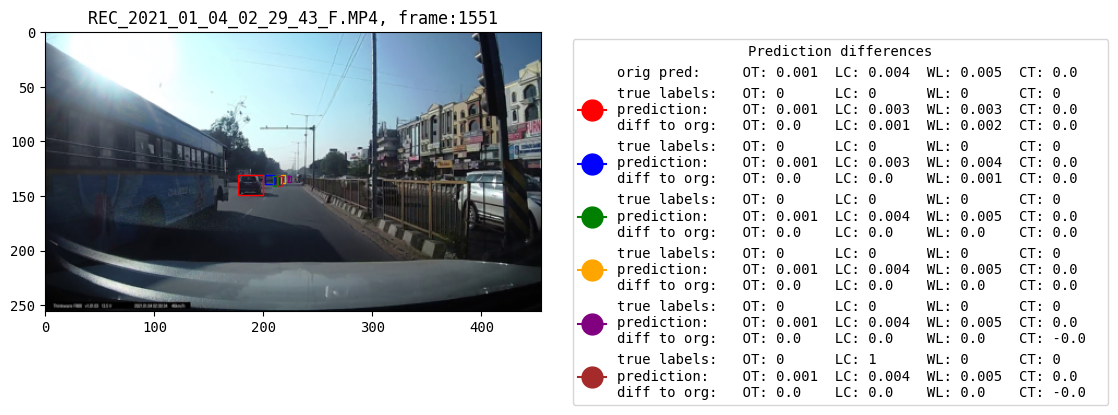 REC_2021_01_04_02_29_43_F.MP4, frame:1551
0
50
100
150
200
250
0 100 200 300 400
Prediction differences
orig pred: OT: 0.001 LC: 0.004 WL: 0.005 CT: 0.0
true labels: OT: 0 LC: 0 WL: 0 CT: 0
prediction: OT: 0.001 LC: 0.003 WL: 0.003 CT: 0.0
diff to org: OT: 0.0 LC: 0.001 WL: 0.002 CT: 0.0
true labels: OT: 0 LC: 0 WL: 0 CT: 0
prediction: OT: 0.001 LC: 0.003 WL: 0.004 CT: 0.0
diff to org: OT: 0.0 LC: 0.0 WL: 0.001 CT: 0.0
true labels: OT: 0 LC: 0 WL: 0 CT: 0
prediction: OT: 0.001 LC: 0.004 WL: 0.005 CT: 0.0
diff to org: OT: 0.0 LC: 0.0 WL: 0.0 CT: 0.0
true labels: OT: 0 LC: 0 WL: 0 CT: 0
prediction: OT: 0.001 LC: 0.004 WL: 0.005 CT: 0.0
diff to org: OT: 0.0 LC: 0.0 WL: 0.0 CT: 0.0
true labels: OT: 0 LC: 0 WL: 0 CT: 0
prediction: OT: 0.001 LC: 0.004 WL: 0.005 CT: 0.0
diff to org: OT: 0.0 LC: 0.0 WL: 0.0 CT: -0.0
true labels: OT: 0 LC: 1 WL: 0 CT: 0
prediction: OT: 0.001 LC: 0.004 WL: 0.005 CT: 0.0
diff to org: OT: 0.0 LC: 0.0 WL: 0.0 CT: -0.0